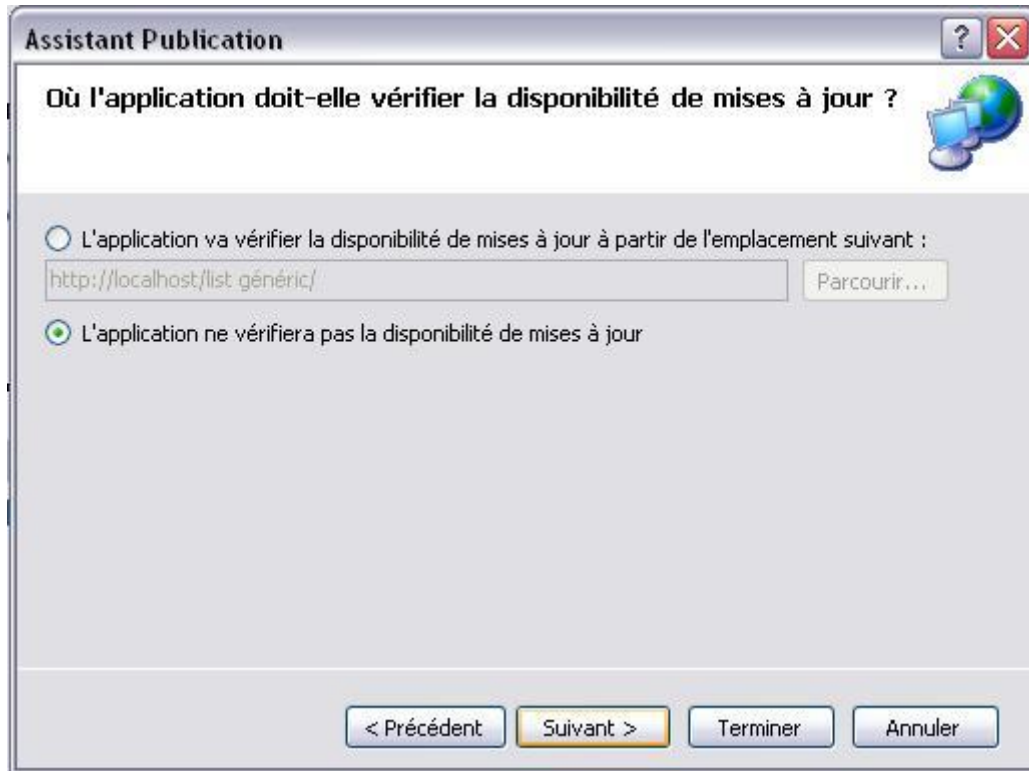 Assistant Publication
?
Où l'application doit-elle vérifier la disponibilité de mises à jour ?
L'application va vérifier la disponibilité de mises à jour à partir de l'emplacement suivant :
http://localhost/list généric/
Parcourir...
L'application ne vérifiera pas la disponibilité de mises à jour
< Précédent Suivant > Terminer Annuler